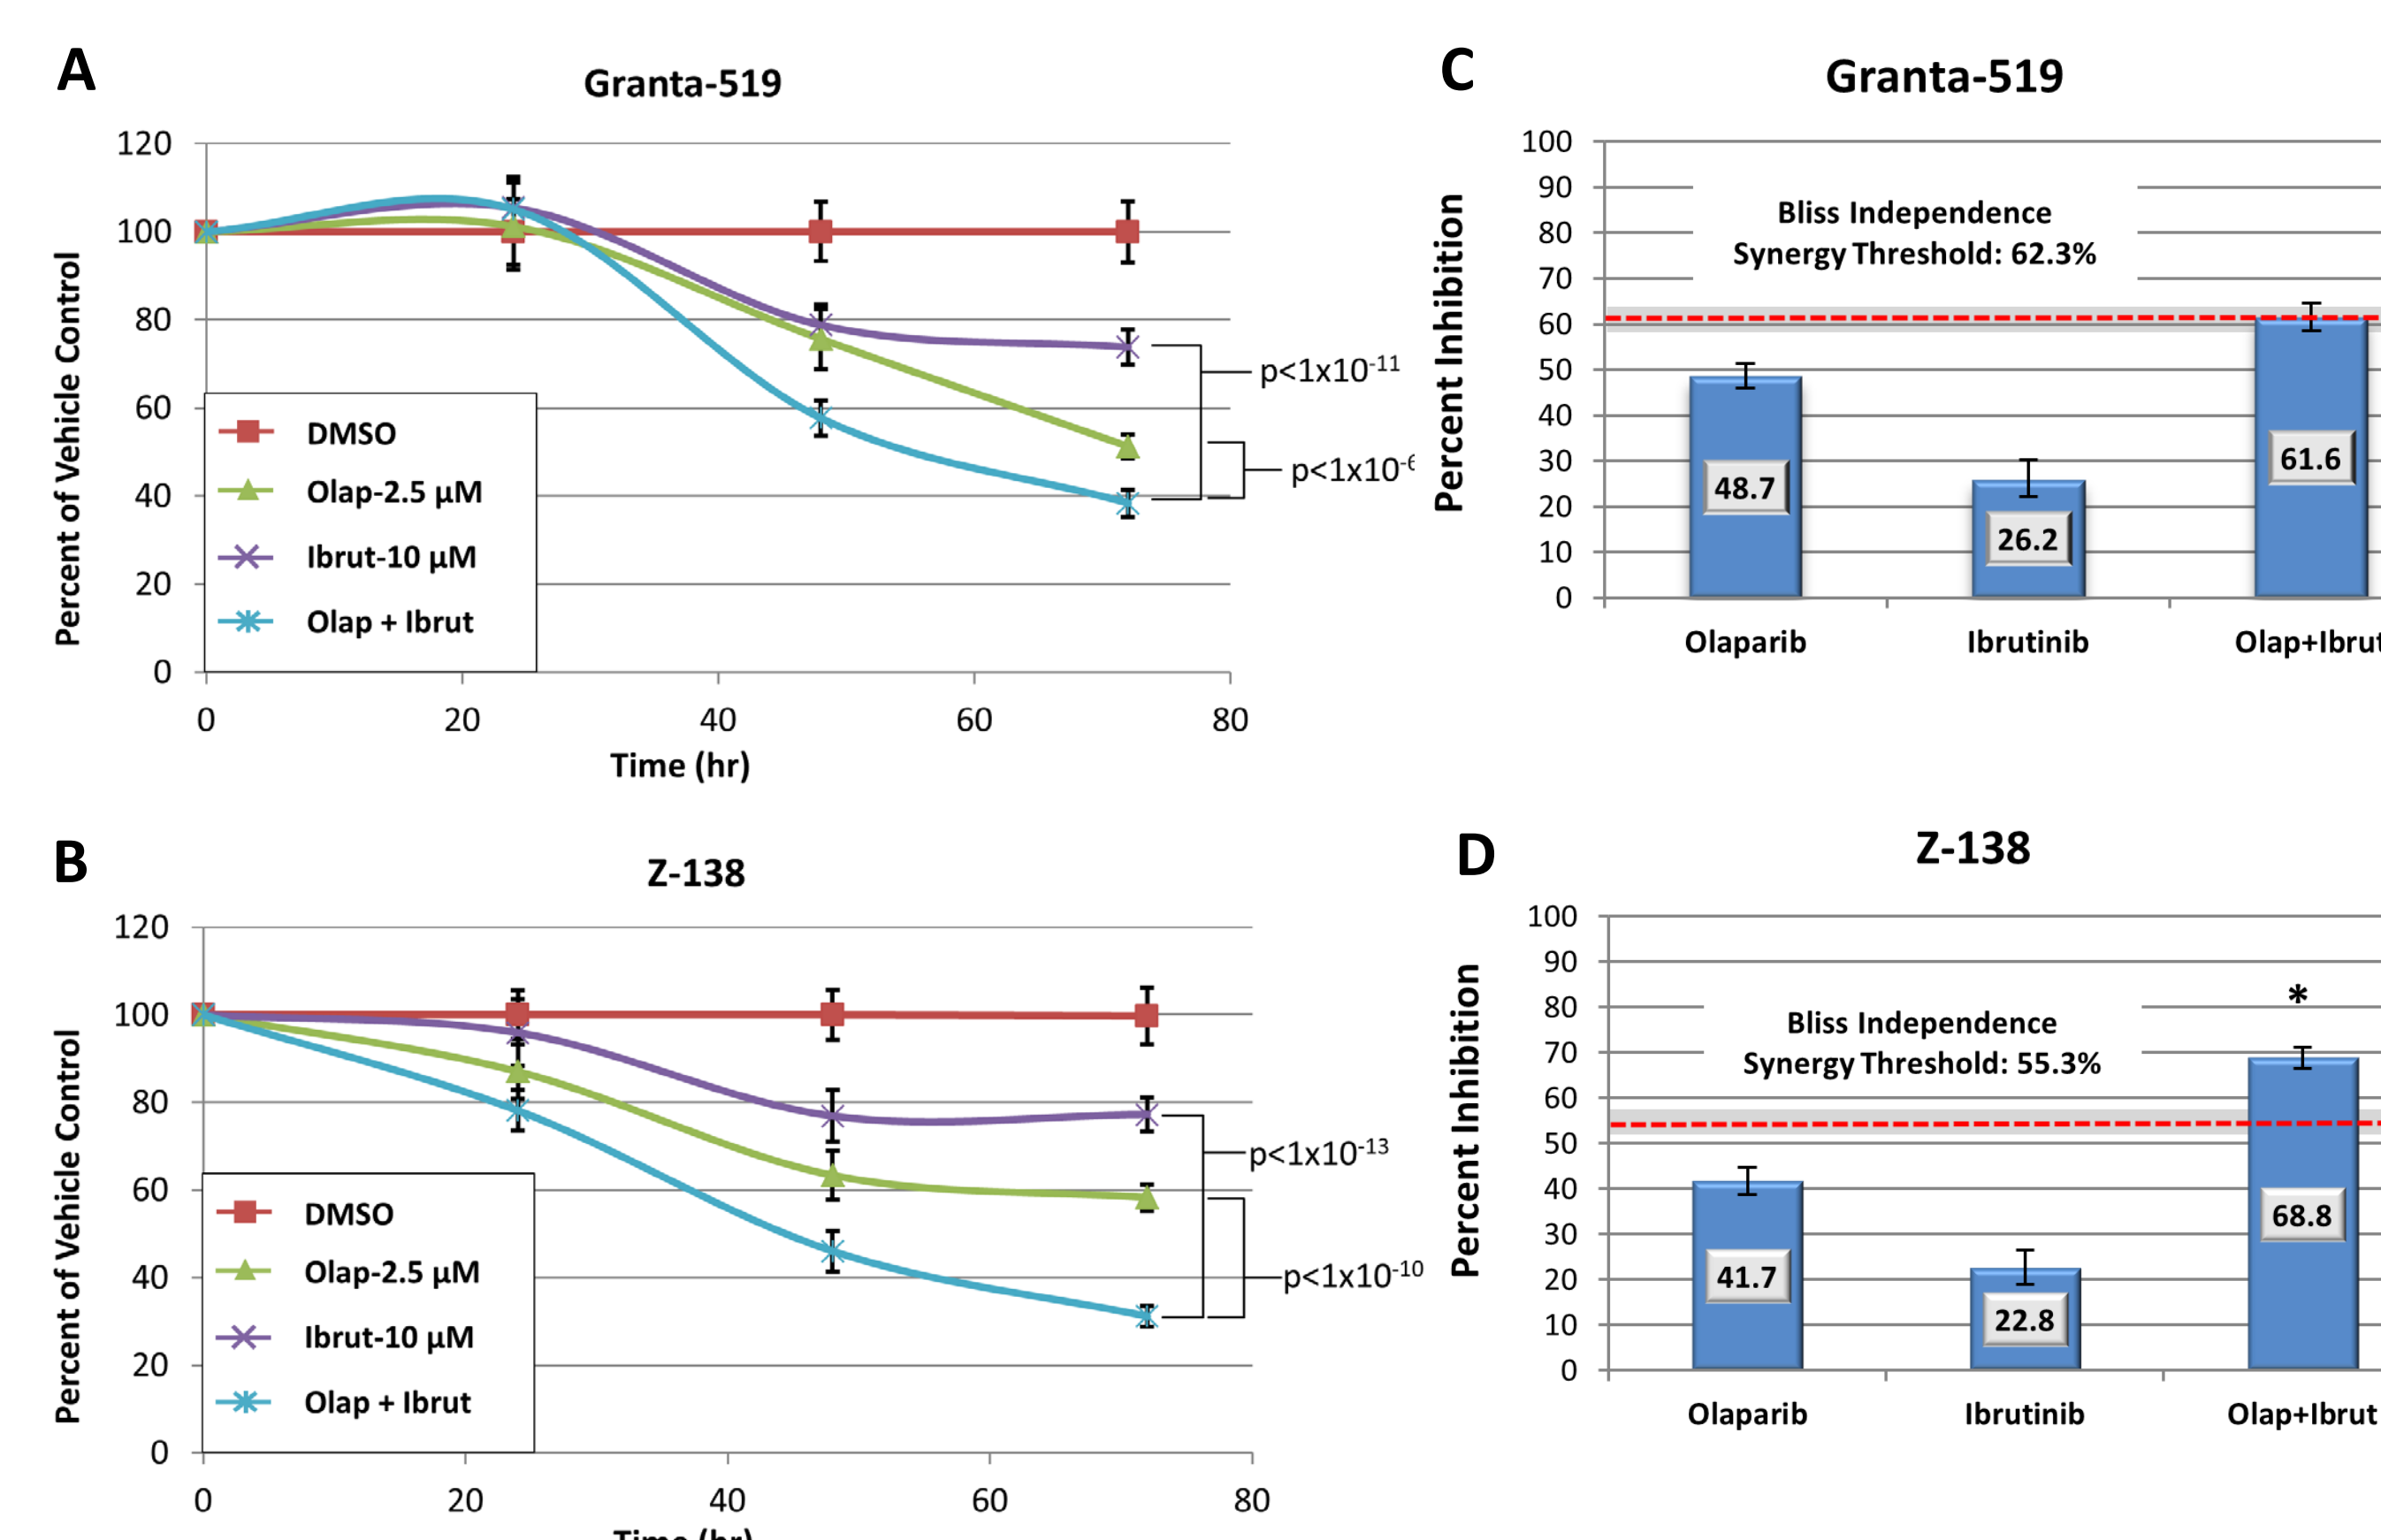 A
Granta-519
120
100
80
60
40
20
0
Percent of Vehicle Control
DMSO
Olap-2.5 µM
Ibrut-10 µM
Olap + Ibrut
p<1x10-11
p<1x10-6
0 20 40 60 80
Time (hr)
C
Granta-519
100
90
80
70
60
50
40
30
20
10
0
Percent Inhibition
Bliss Independence
Synergy Threshold: 62.3%
48.7
26.2
61.6
Olaparib Ibrutinib Olap+Ibrut
B
Z-138
120
100
80
60
40
20
0
Percent of Vehicle Control
DMSO
Olap-2.5 µM
Ibrut-10 µM
Olap + Ibrut
p<1x10-13
p<1x10-10
0 20 40 60 80
Time (hr)
D
Z-138
100
90
80
70
60
50
40
30
20
10
0
Percent Inhibition
Bliss Independence
Synergy Threshold: 55.3%
*
41.7
22.8
68.8
Olaparib Ibrutinib Olap+Ibrut